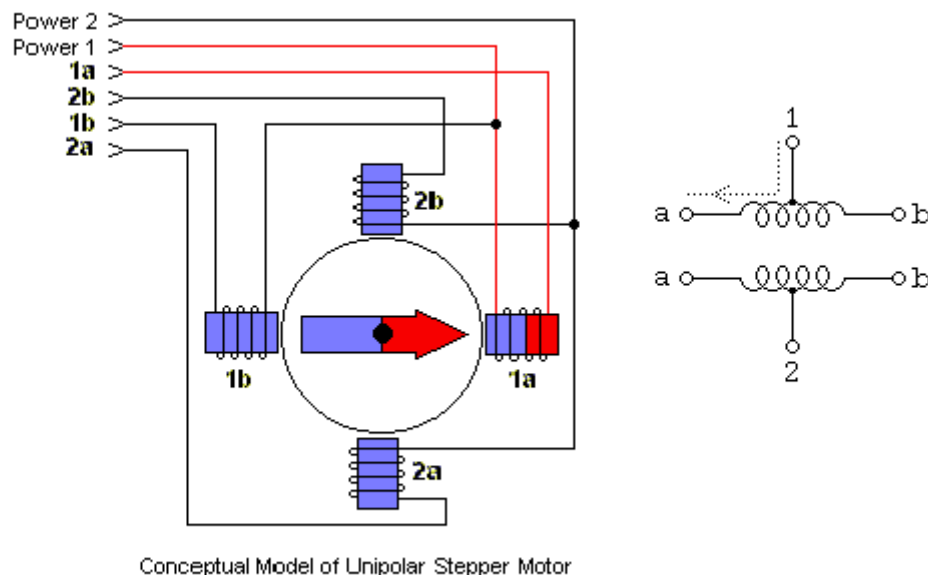 Power 2
Power 1
1a
2b
1b
2a
2b
1b
1a
2a
1
a b
a b
2
Conceptual Model of Unipolar Stepper Motor